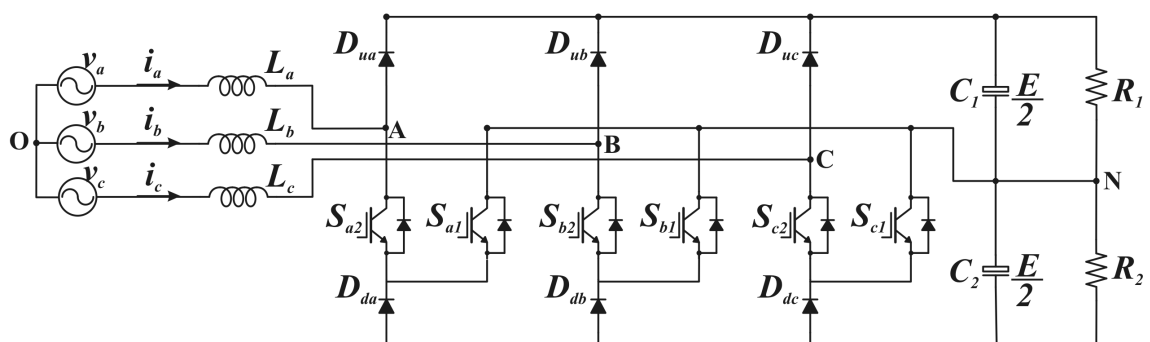 D_ua D_ub D_uc
v_a i_a L_a
C_1 E/2 R_1
A
v_b i_b L_b
O B
C
v_c i_c L_c
N
S_a2 S_a1 S_b2 S_b1 S_c2 S_c1
C_2 E/2 R_2
D_da D_db D_dc